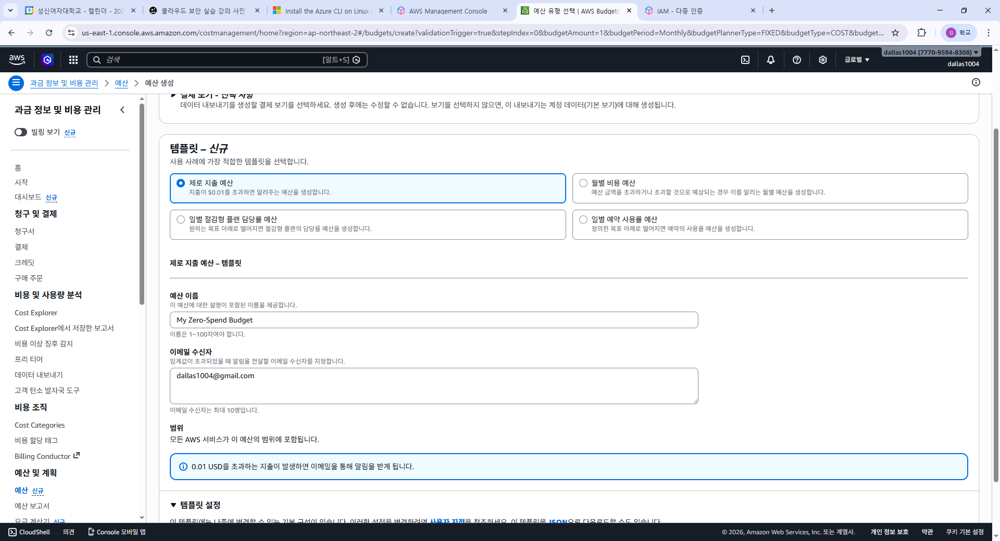 성신여자대학교 - 캘린더 - 202
클라우드 보안 실습 강의 사전
Install the Azure CLI on Linux
AWS Management Console
예산 유형 선택 | AWS Budgets
IAM - 다중 인증
us-east-1.console.aws.amazon.com/costmanagement/home?region=ap-northeast-2#/budgets/create?validationTrigger=true&stepIndex=0&budgetAmount=1&budgetPeriod=Monthly&budgetPlannerType=FIXED&budgetType=COST&budget...
김 학교
aws
검색
[알트+S]
글로벌 ▼
dallas1004 (7770-9594-8308) ▼
dallas1004
과금 정보 및 비용 관리 > 예산 > 예산 생성
과금 정보 및 비용 관리
빌링 보기 신규
홈
시작
대시보드 신규
청구 및 결제
청구서
결제
크레딧
구매 주문
비용 및 사용량 분석
Cost Explorer
Cost Explorer에서 저장한 보고서
비용 이상 징후 감지
프리 티어
데이터 내보내기
고객 탄소 발자국 도구
비용 조직
Cost Categories
비용 할당 태그
Billing Conductor
예산 및 계획
예산 신규
예산 보고서
요금 계산기 신규
결제 보기 - 선택 사항
데이터 내보내기를 생성할 결제 보기를 선택하세요. 생성 후에는 수정할 수 없습니다. 보기를 선택하지 않으면, 이 내보내기는 계정 데이터(기본 보기)에 대해 생성됩니다.
템플릿 – 신규
사용 사례에 가장 적합한 템플릿을 선택합니다.
제로 지출 예산
지출이 $0.01를 초과하면 알려주는 예산을 생성합니다.
월별 비용 예산
예산 금액을 초과하거나 초과할 것으로 예상되는 경우 이를 알리는 월별 예산을 생성합니다.
일별 절감형 플랜 담당률 예산
원하는 목표 아래로 떨어지면 절감형 플랜의 담당률 예산을 생성합니다.
일별 예약 사용률 예산
정의한 목표 아래로 떨어지면 예약의 사용률 예산을 생성합니다.
제로 지출 예산 – 템플릿
예산 이름
이 예산에 대한 설명이 포함된 이름을 제공합니다.
My Zero-Spend Budget
이름은 1~100자여야 합니다.
이메일 수신자
임계값이 초과되었을 때 알림을 전달할 이메일 수신자를 지정합니다.
dallas1004@gmail.com
이메일 수신자는 최대 10명입니다.
범위
모든 AWS 서비스가 이 예산의 범위에 포함됩니다.
0.01 USD를 초과하는 지출이 발생하면 이메일을 통해 알림을 받게 됩니다.
템플릿 설정
이 템플릿에는 나중에 변경할 수 있는 기본 구성이 있습니다. 이러한 설정을 변경하려면 사용자 지정을 참조하세요. 이 템플릿을 JSON으로 다운로드할 수도 있습니다.
CloudShell
의견
Console 모바일 앱
© 2026, Amazon Web Services, Inc. 또는 계열사.
개인 정보 보호
약관
쿠키 기본 설정